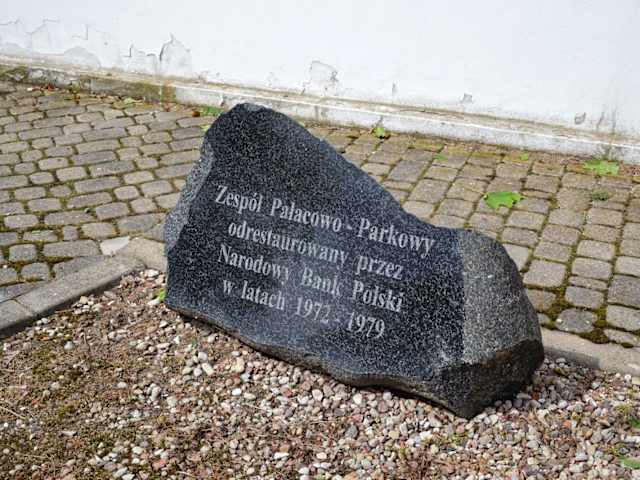 Zespół Pałacowo - Parkowy
odrestaurowany przez
Narodowy Bank Polski
w latach 1972 - 1979